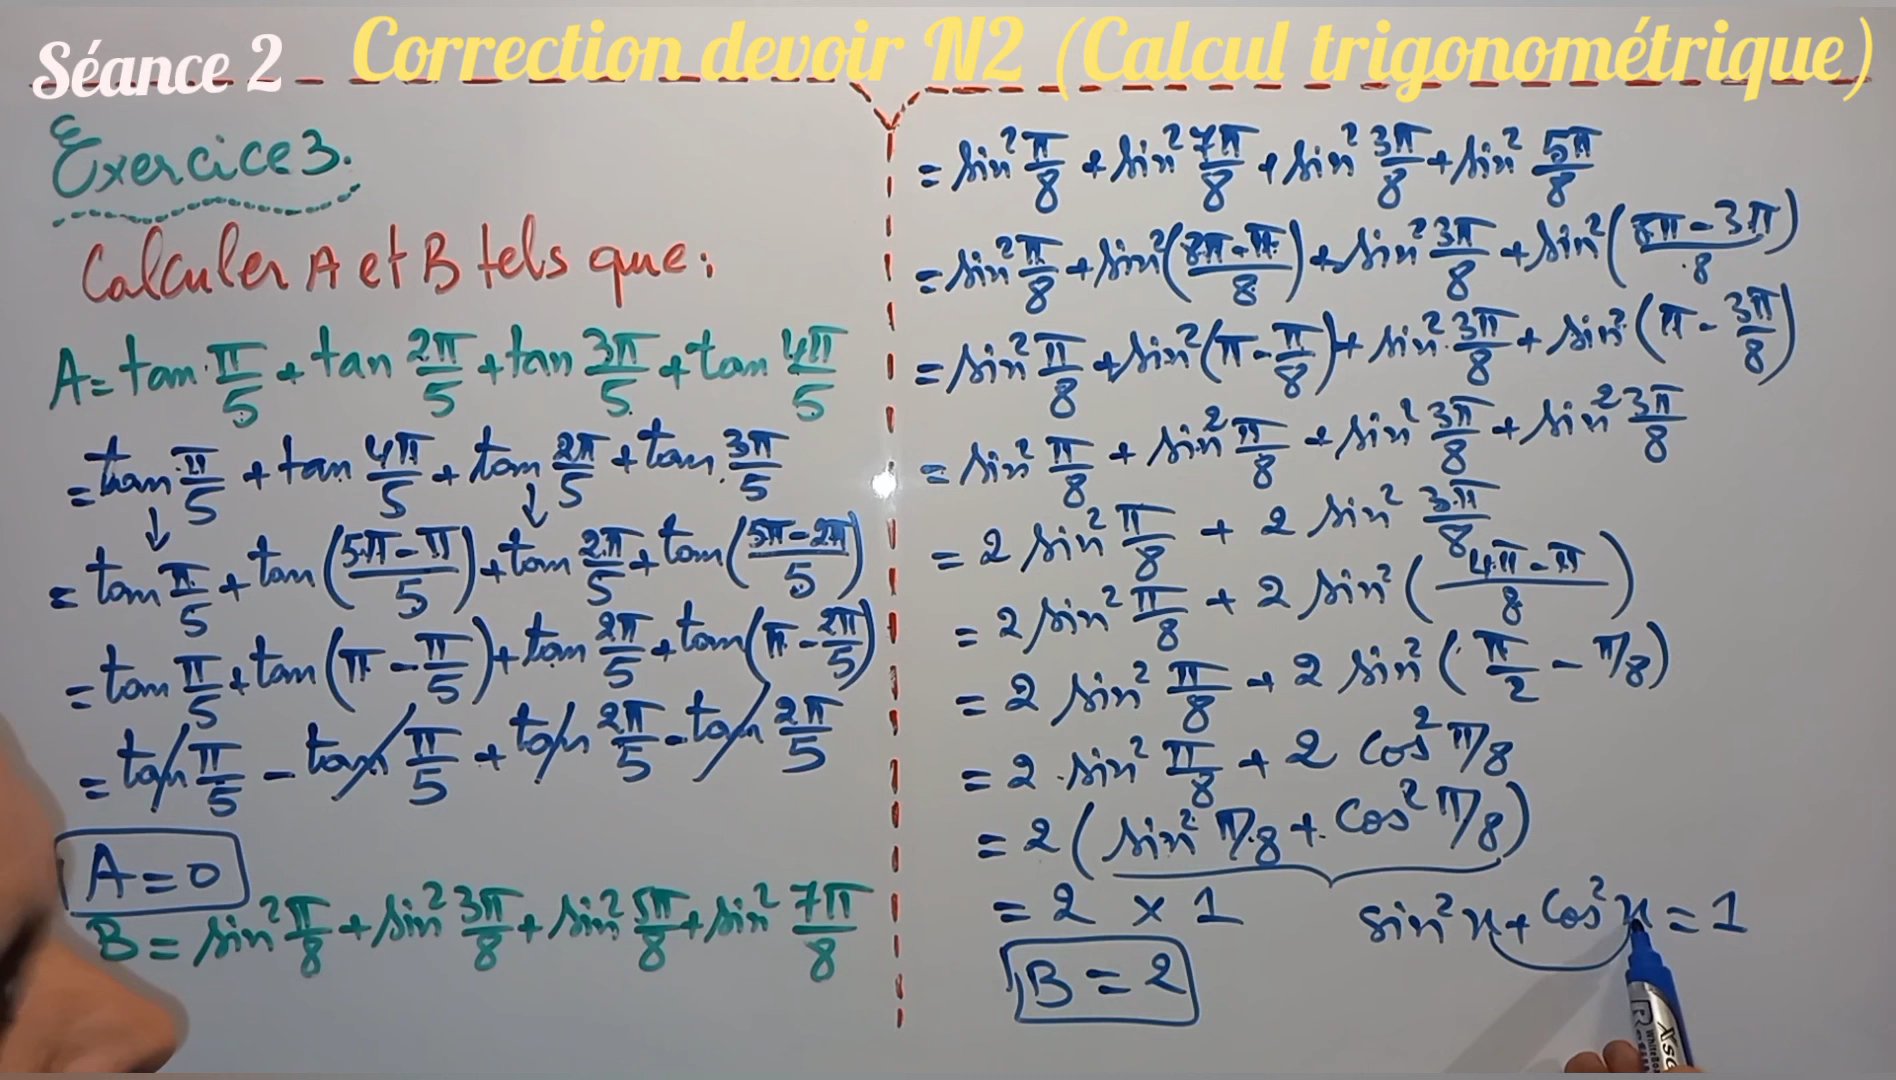 Séance 2 Correction devoir N2 (Calcul trigonométrique)
Exercice 3.
Calculer A et B tels que :
A = tan π/5 + tan 2π/5 + tan 3π/5 + tan 4π/5
= tan π/5 + tan 4π/5 + tan 2π/5 + tan 3π/5
= tan π/5 + tan ((5π - π)/5) + tan 2π/5 + tan ((5π - 2π)/5)
= tan π/5 + tan (π - π/5) + tan 2π/5 + tan (π - 2π/5)
= tan π/5 - tan π/5 + tan 2π/5 - tan 2π/5
A = 0
B = sin² π/8 + sin² 3π/8 + sin² 5π/8 + sin² 7π/8
= sin² π/8 + sin² 7π/8 + sin² 3π/8 + sin² 5π/8
= sin² π/8 + sin² ((8π - π)/8) + sin² 3π/8 + sin² ((8π - 3π)/8)
= sin² π/8 + sin² (π - π/8) + sin² 3π/8 + sin² (π - 3π/8)
= sin² π/8 + sin² π/8 + sin² 3π/8 + sin² 3π/8
= 2 sin² π/8 + 2 sin² 3π/8
= 2 sin² π/8 + 2 sin² ((4π - π)/8)
= 2 sin² π/8 + 2 sin² (π/2 - π/8)
= 2 sin² π/8 + 2 cos² π/8
= 2 (sin² π/8 + cos² π/8)
= 2 × 1 sin² x + cos² x = 1
B = 2